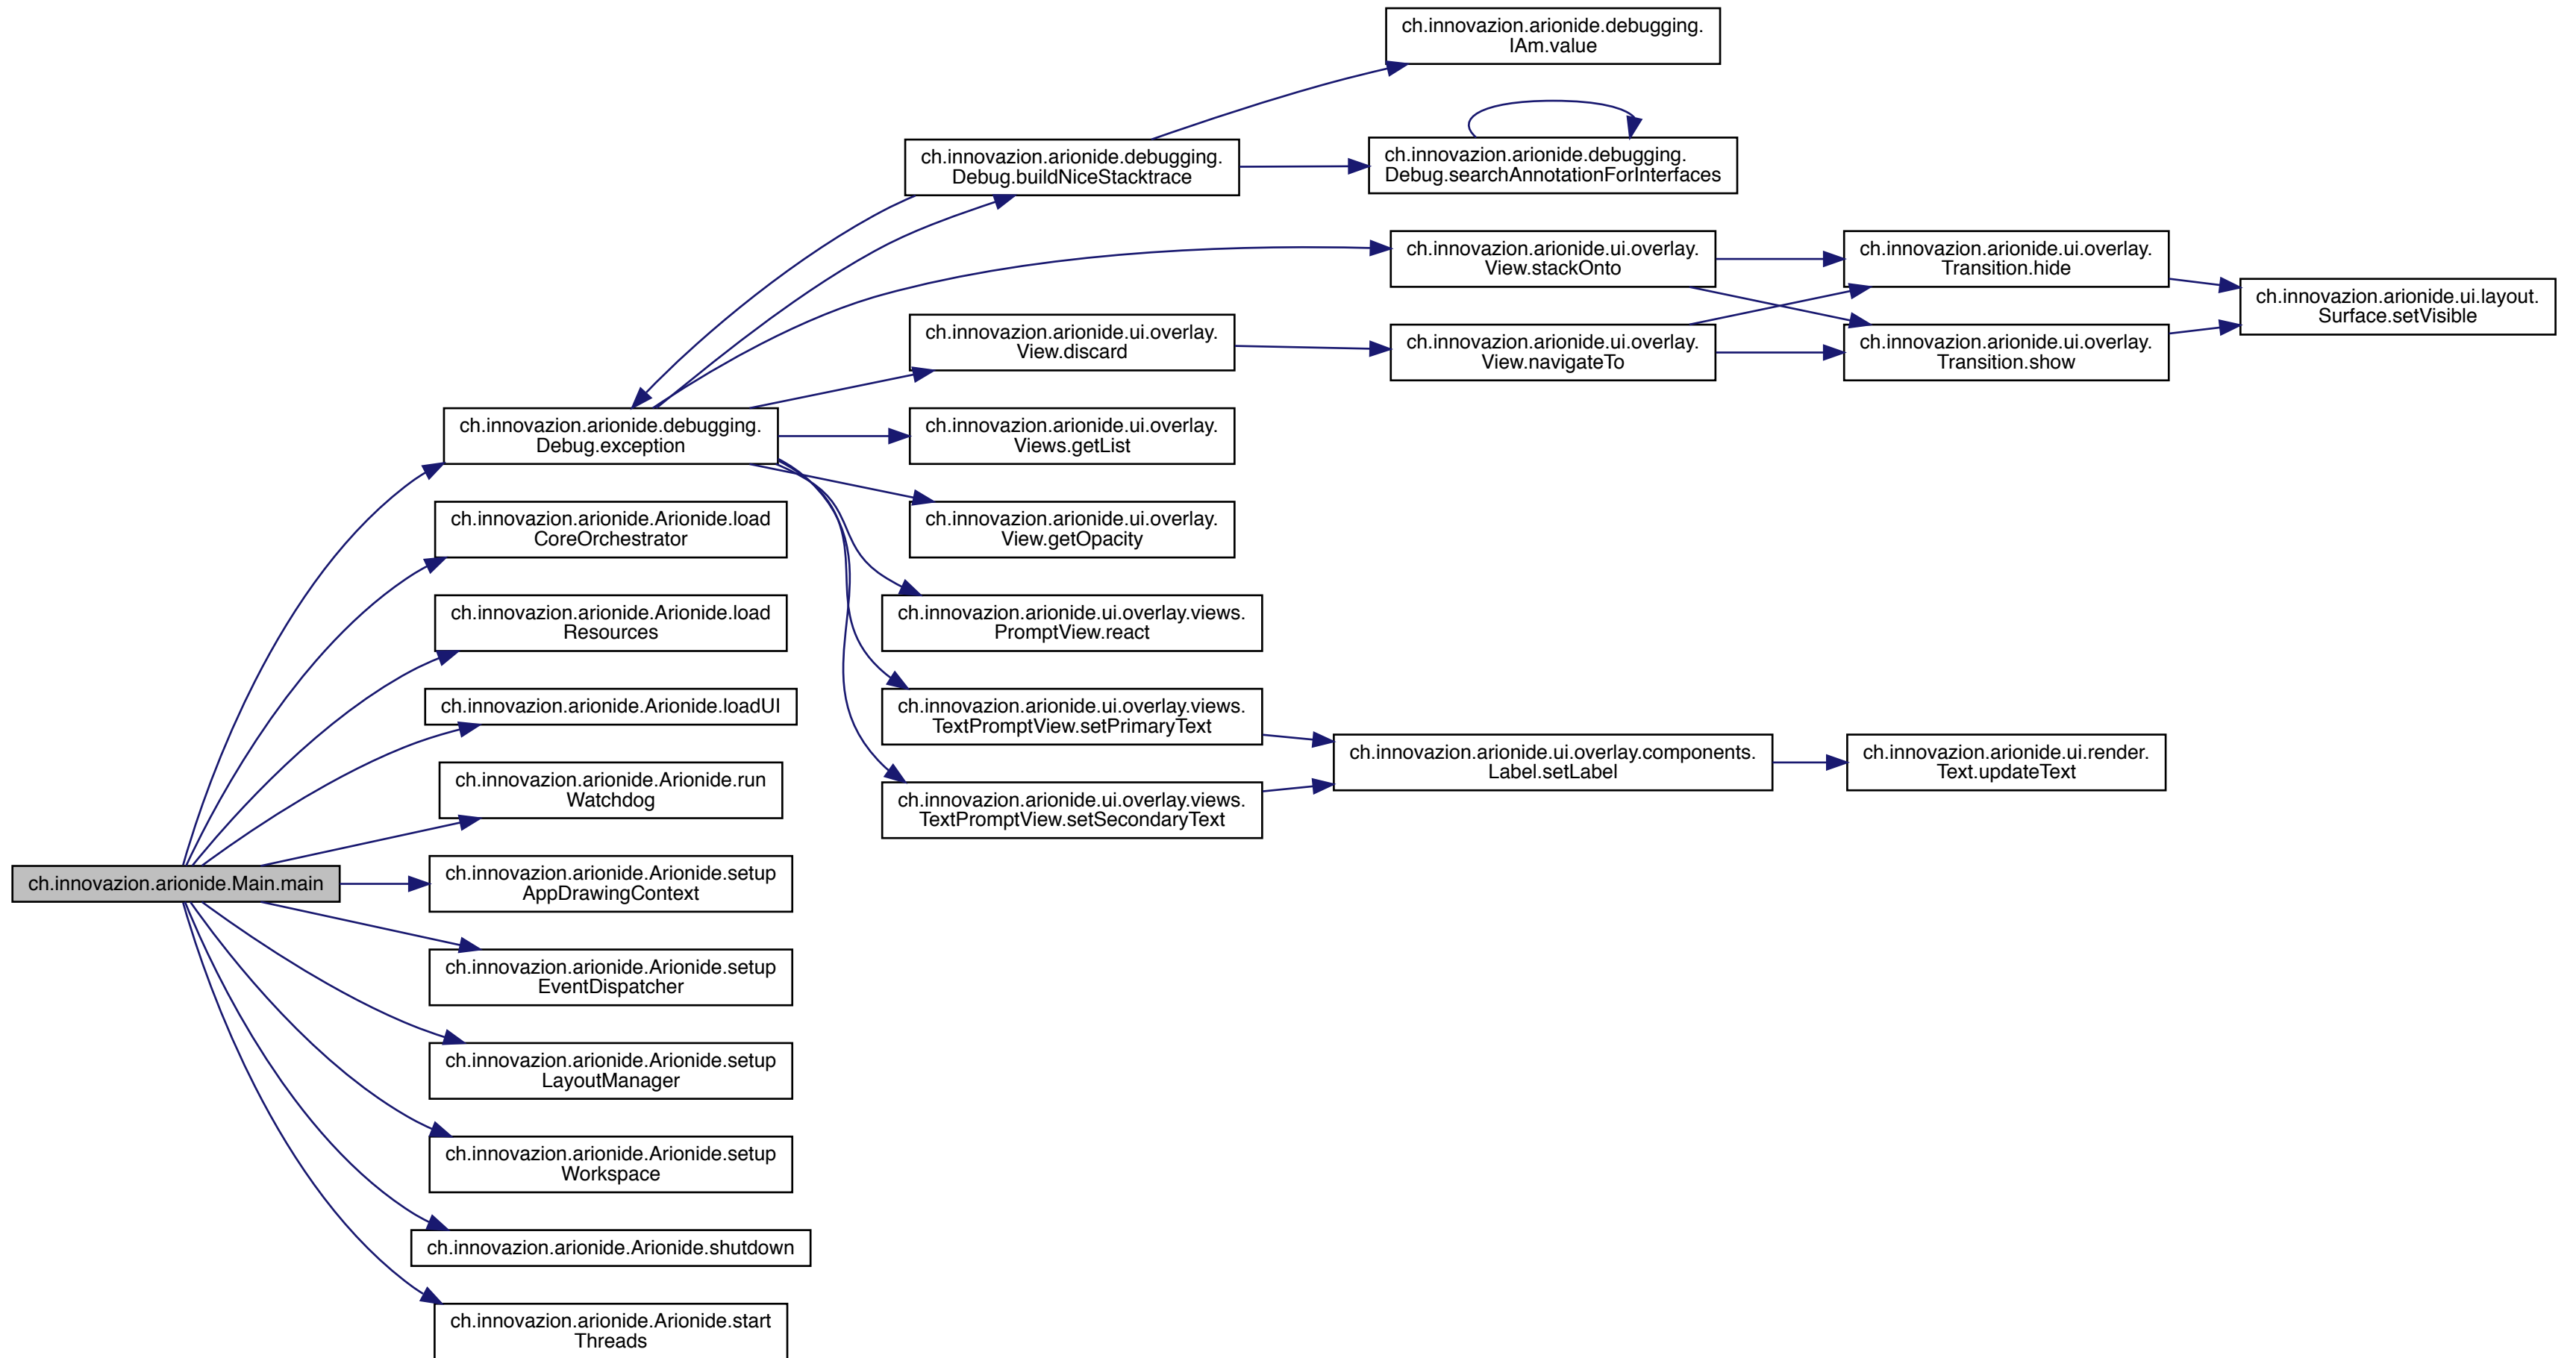 ch.innovazion.arionide.Main.main
ch.innovazion.arionide.debugging.
Debug.exception
ch.innovazion.arionide.Arionide.load
CoreOrchestrator
ch.innovazion.arionide.Arionide.load
Resources
ch.innovazion.arionide.Arionide.loadUI
ch.innovazion.arionide.Arionide.run
Watchdog
ch.innovazion.arionide.Arionide.setup
AppDrawingContext
ch.innovazion.arionide.Arionide.setup
EventDispatcher
ch.innovazion.arionide.Arionide.setup
LayoutManager
ch.innovazion.arionide.Arionide.setup
Workspace
ch.innovazion.arionide.Arionide.shutdown
ch.innovazion.arionide.Arionide.start
Threads
ch.innovazion.arionide.debugging.
Debug.buildNiceStacktrace
ch.innovazion.arionide.ui.overlay.
View.discard
ch.innovazion.arionide.ui.overlay.
Views.getList
ch.innovazion.arionide.ui.overlay.
View.getOpacity
ch.innovazion.arionide.ui.overlay.views.
PromptView.react
ch.innovazion.arionide.ui.overlay.views.
TextPromptView.setPrimaryText
ch.innovazion.arionide.ui.overlay.views.
TextPromptView.setSecondaryText
ch.innovazion.arionide.debugging.
IAm.value
ch.innovazion.arionide.debugging.
Debug.searchAnnotationForInterfaces
ch.innovazion.arionide.ui.overlay.
View.stackOnto
ch.innovazion.arionide.ui.overlay.
View.navigateTo
ch.innovazion.arionide.ui.overlay.components.
Label.setLabel
ch.innovazion.arionide.ui.overlay.
Transition.hide
ch.innovazion.arionide.ui.overlay.
Transition.show
ch.innovazion.arionide.ui.render.
Text.updateText
ch.innovazion.arionide.ui.layout.
Surface.setVisible